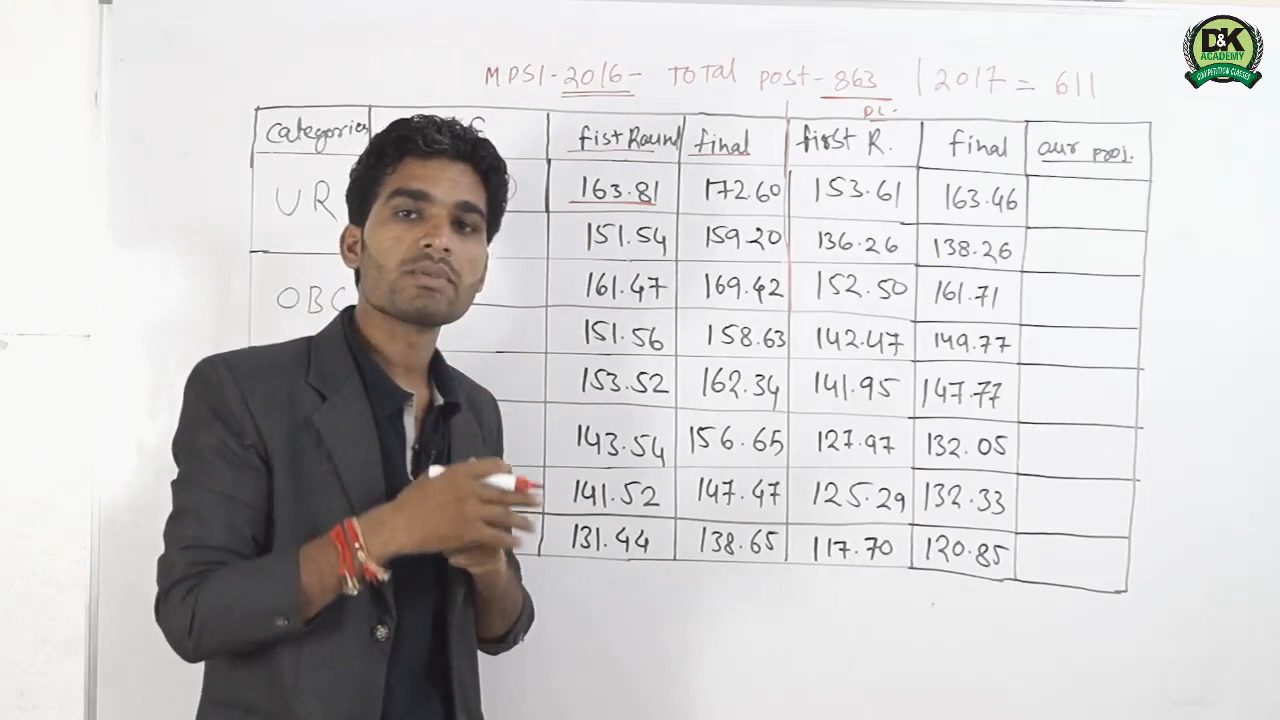 D&K
ACADEMY
COMPETITION CLASSES
MPSI-2016- Total post-863 | 2017 = 611
Categories fist Round final first R. final our proj.
UR 163.81 172.60 153.61 163.46
151.54 159.20 136.26 138.26
OBC 161.47 169.42 152.50 161.71
151.56 158.63 142.47 149.77
153.52 162.34 141.95 147.77
143.54 156.65 127.97 132.05
141.52 147.47 125.29 132.33
131.44 138.65 117.70 120.85